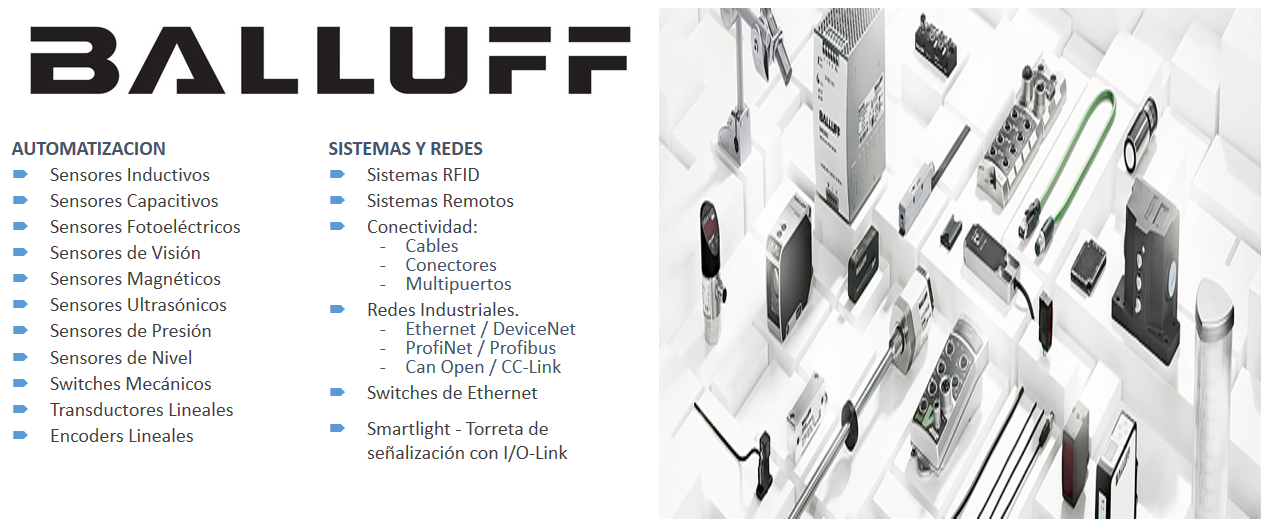 BALLUFF
AUTOMATIZACION
Sensores Inductivos
Sensores Capacitivos
Sensores Fotoeléctricos
Sensores de Visión
Sensores Magnéticos
Sensores Ultrasónicos
Sensores de Presión
Sensores de Nivel
Switches Mecánicos
Transductores Lineales
Encoders Lineales
SISTEMAS Y REDES
Sistemas RFID
Sistemas Remotos
Conectividad:
- Cables
- Conectores
- Multipuertos
Redes Industriales.
- Ethernet / DeviceNet
- ProfiNet / Profibus
- Can Open / CC-Link
Switches de Ethernet
Smartlight - Torreta de
señalización con I/O-Link
BALLUFF
BALLUFF